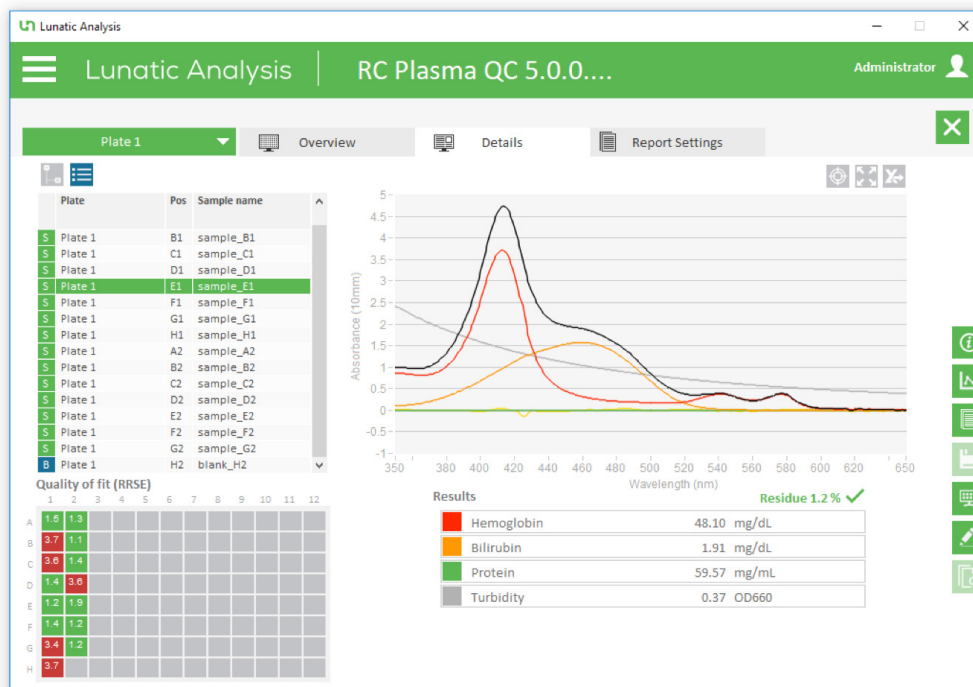 Lunatic Analysis
Lunatic Analysis RC Plasma QC 5.0.0.... Administrator
Plate 1 Overview Details Report Settings
Plate Pos Sample name
S Plate 1 B1 sample_B1
S Plate 1 C1 sample_C1
S Plate 1 D1 sample_D1
S Plate 1 E1 sample_E1
S Plate 1 F1 sample_F1
S Plate 1 G1 sample_G1
S Plate 1 H1 sample_H1
S Plate 1 A2 sample_A2
S Plate 1 B2 sample_B2
S Plate 1 C2 sample_C2
S Plate 1 D2 sample_D2
S Plate 1 E2 sample_E2
S Plate 1 F2 sample_F2
S Plate 1 G2 sample_G2
B Plate 1 H2 blank_H2
Quality of fit (RRSE)
1 2 3 4 5 6 7 8 9 10 11 12
A 1.5 1.3
B 3.7 1.1
C 3.6 1.4
D 1.4 3.6
E 1.2 1.9
F 1.4 1.2
G 3.4 1.2
H 3.7
Absorbance (10mm)
5
4.5
4
3.5
3
2.5
2
1.5
1
0.5
0
-0.5
-1
350 380 400 420 440 460 480 500 520 540 560 580 600 620 650
Wavelength (nm)
Results Residue 1.2 %
Hemoglobin 48.10 mg/dL
Bilirubin 1.91 mg/dL
Protein 59.57 mg/mL
Turbidity 0.37 OD660